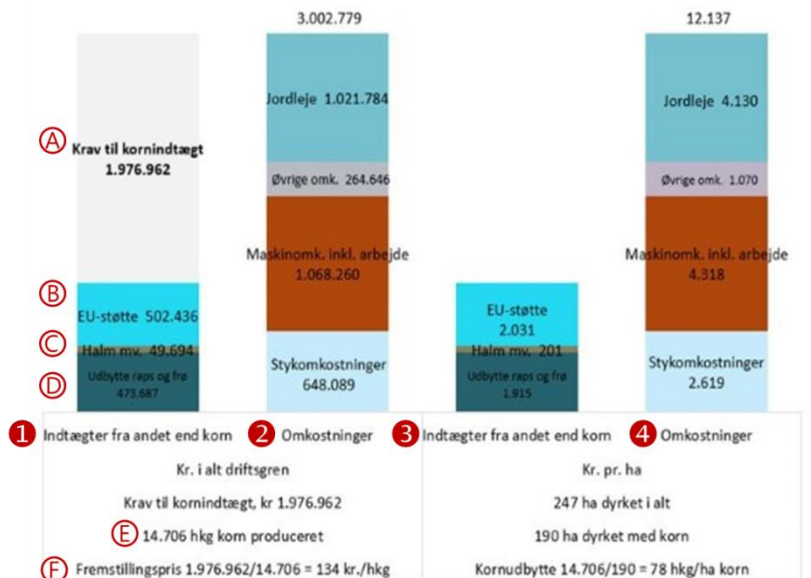 3.002.779
12.137
A
Krav til kornindtægt
1.976.962
B
EU-støtte 502.436
C
Halm mv. 49.694
D
Udbytte raps og frø
473.687
Jordleje 1.021.784
Øvrige omk. 264.646
Maskinomk. inkl. arbejde
1.068.260
Stykomkostninger
648.089
EU-støtte
2.031
Halm mv. 201
Udbytte raps og frø
1.915
Jordleje 4.130
Øvrige omk. 1.070
Maskinomk. inkl. arbejde
4.318
Stykomkostninger
2.619
1 Indtægter fra andet end korn
2 Omkostninger
3 Indtægter fra andet end korn
4 Omkostninger
Kr. i alt driftsgren
Krav til kornindtægt, kr 1.976.962
E 14.706 hkg korn produceret
F Fremstillingspris 1.976.962/14.706 = 134 kr./hkg
Kr. pr. ha
247 ha dyrket i alt
190 ha dyrket med korn
Kornudbytte 14.706/190 = 78 hkg/ha korn